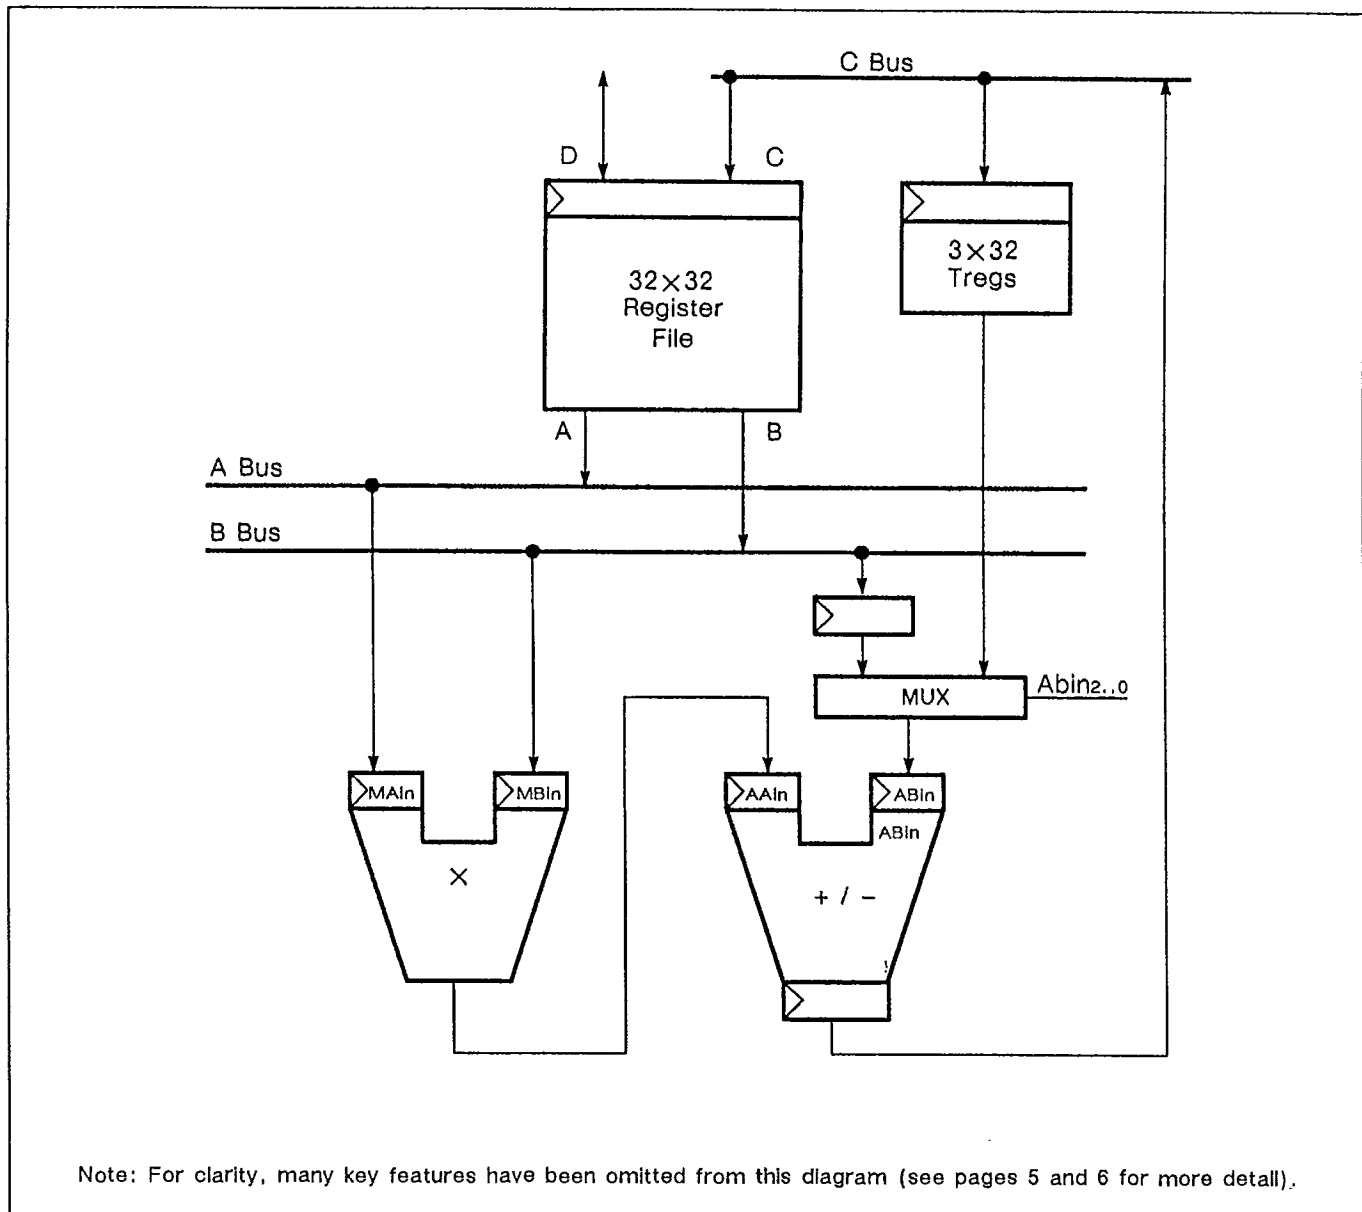 C Bus
D
C
32×32
Register
File
3×32
Tregs
A
B
A Bus
B Bus
MUX
Abin2..0
MAIn
MBIn
AAIn
ABin
ABin
×
+ / −
Note: For clarity, many key features have been omitted from this diagram (see pages 5 and 6 for more detail).